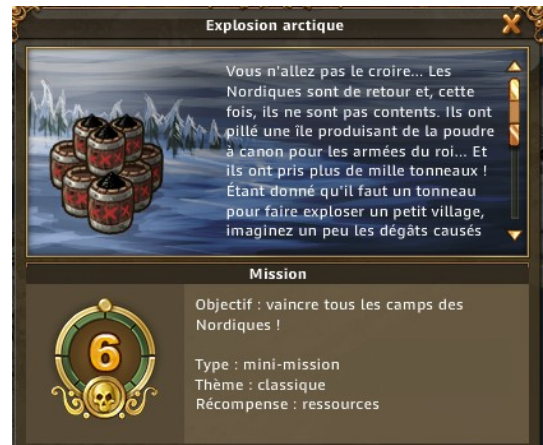 Explosion arctique
Vous n'allez pas le croire... Les
Nordiques sont de retour et, cette
fois, ils ne sont pas contents. Ils ont
pillé une île produisant de la poudre
à canon pour les armées du roi... Et
ils ont pris plus de mille tonneaux !
Étant donné qu'il faut un tonneau
pour faire exploser un petit village,
imaginez un peu les dégâts causés
Mission
6
Objectif : vaincre tous les camps des
Nordiques !
Type : mini-mission
Thème : classique
Récompense : ressources